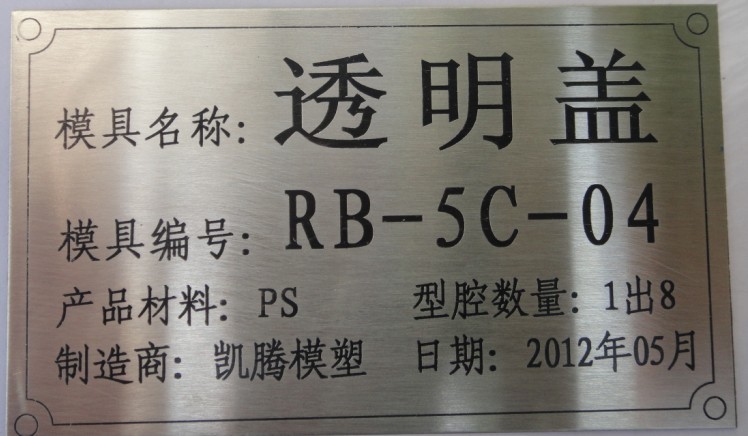 模具名称: 透明盖
模具编号: RB-5C-04
产品材料: PS 型腔数量: 1出8
制造商: 凯腾模塑 日期: 2012年05月